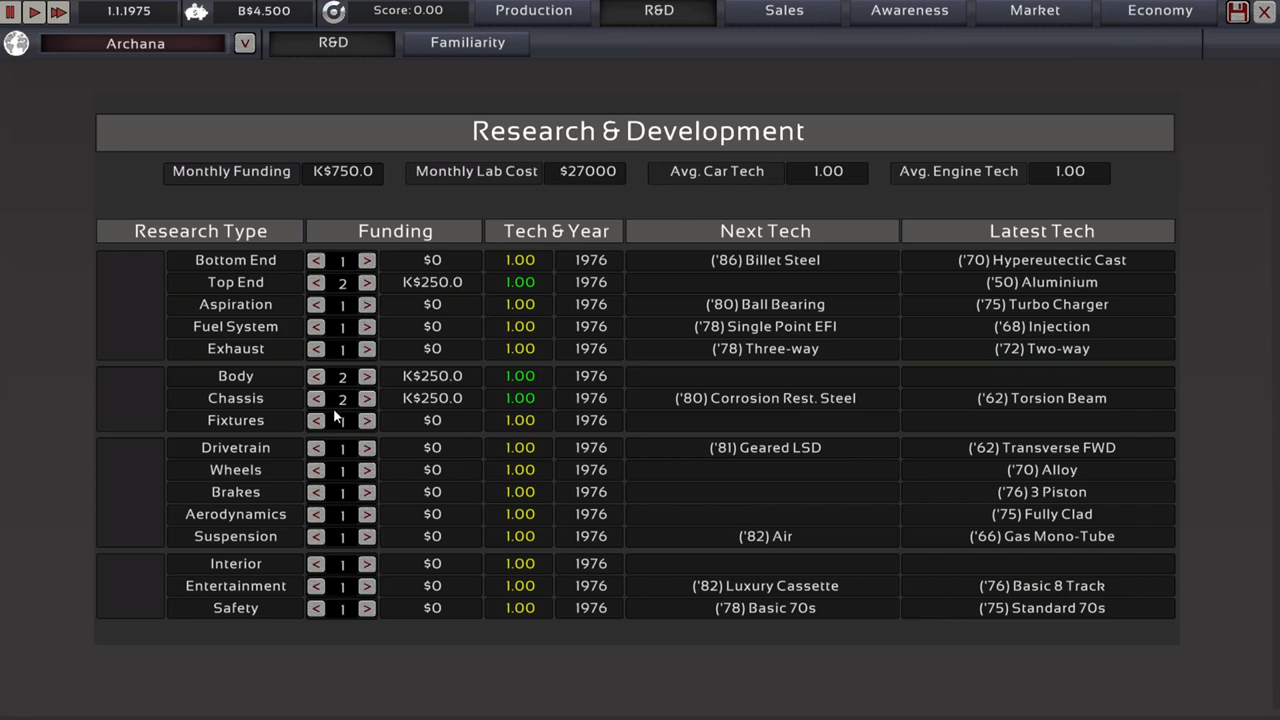 1.1.1975 B$4.500 Score: 0.00 Production R&D Sales Awareness Market Economy
Archana V R&D Familiarity
Research & Development
Monthly Funding K$750.0 Monthly Lab Cost $27000 Avg. Car Tech 1.00 Avg. Engine Tech 1.00
Research Type Funding Tech & Year Next Tech Latest Tech
Bottom End < 1 > $0 1.00 1976 ('86) Billet Steel ('70) Hypereutectic Cast
Top End < 2 > K$250.0 1.00 1976 ('50) Aluminium
Aspiration < 1 > $0 1.00 1976 ('80) Ball Bearing ('75) Turbo Charger
Fuel System < 1 > $0 1.00 1976 ('78) Single Point EFI ('68) Injection
Exhaust < 1 > $0 1.00 1976 ('78) Three-way ('72) Two-way
Body < 2 > K$250.0 1.00 1976
Chassis < 2 > K$250.0 1.00 1976 ('80) Corrosion Rest. Steel ('62) Torsion Beam
Fixtures < 1 > $0 1.00 1976
Drivetrain < 1 > $0 1.00 1976 ('81) Geared LSD ('62) Transverse FWD
Wheels < 1 > $0 1.00 1976 ('70) Alloy
Brakes < 1 > $0 1.00 1976 ('76) 3 Piston
Aerodynamics < 1 > $0 1.00 1976 ('75) Fully Clad
Suspension < 1 > $0 1.00 1976 ('82) Air ('66) Gas Mono-Tube
Interior < 1 > $0 1.00 1976
Entertainment < 1 > $0 1.00 1976 ('82) Luxury Cassette ('76) Basic 8 Track
Safety < 1 > $0 1.00 1976 ('78) Basic 70s ('75) Standard 70s